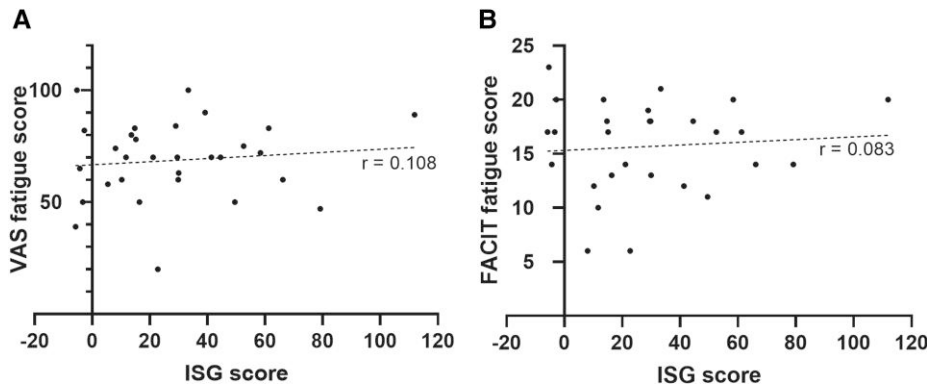 A
VAS fatigue score
100
50
r = 0.108
-20 0 20 40 60 80 100 120
ISG score
B
FACIT fatigue score
25
20
15
10
5
r = 0.083
-20 0 20 40 60 80 100 120
ISG score